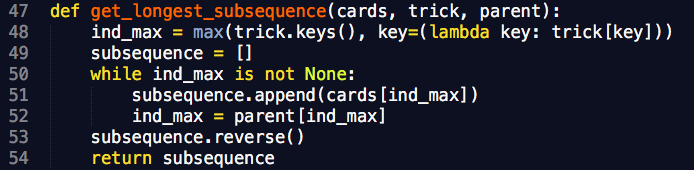 47 def get_longest_subsequence(cards, trick, parent):
48     ind_max = max(trick.keys(), key=(lambda key: trick[key]))
49     subsequence = []
50     while ind_max is not None:
51         subsequence.append(cards[ind_max])
52         ind_max = parent[ind_max]
53     subsequence.reverse()
54     return subsequence